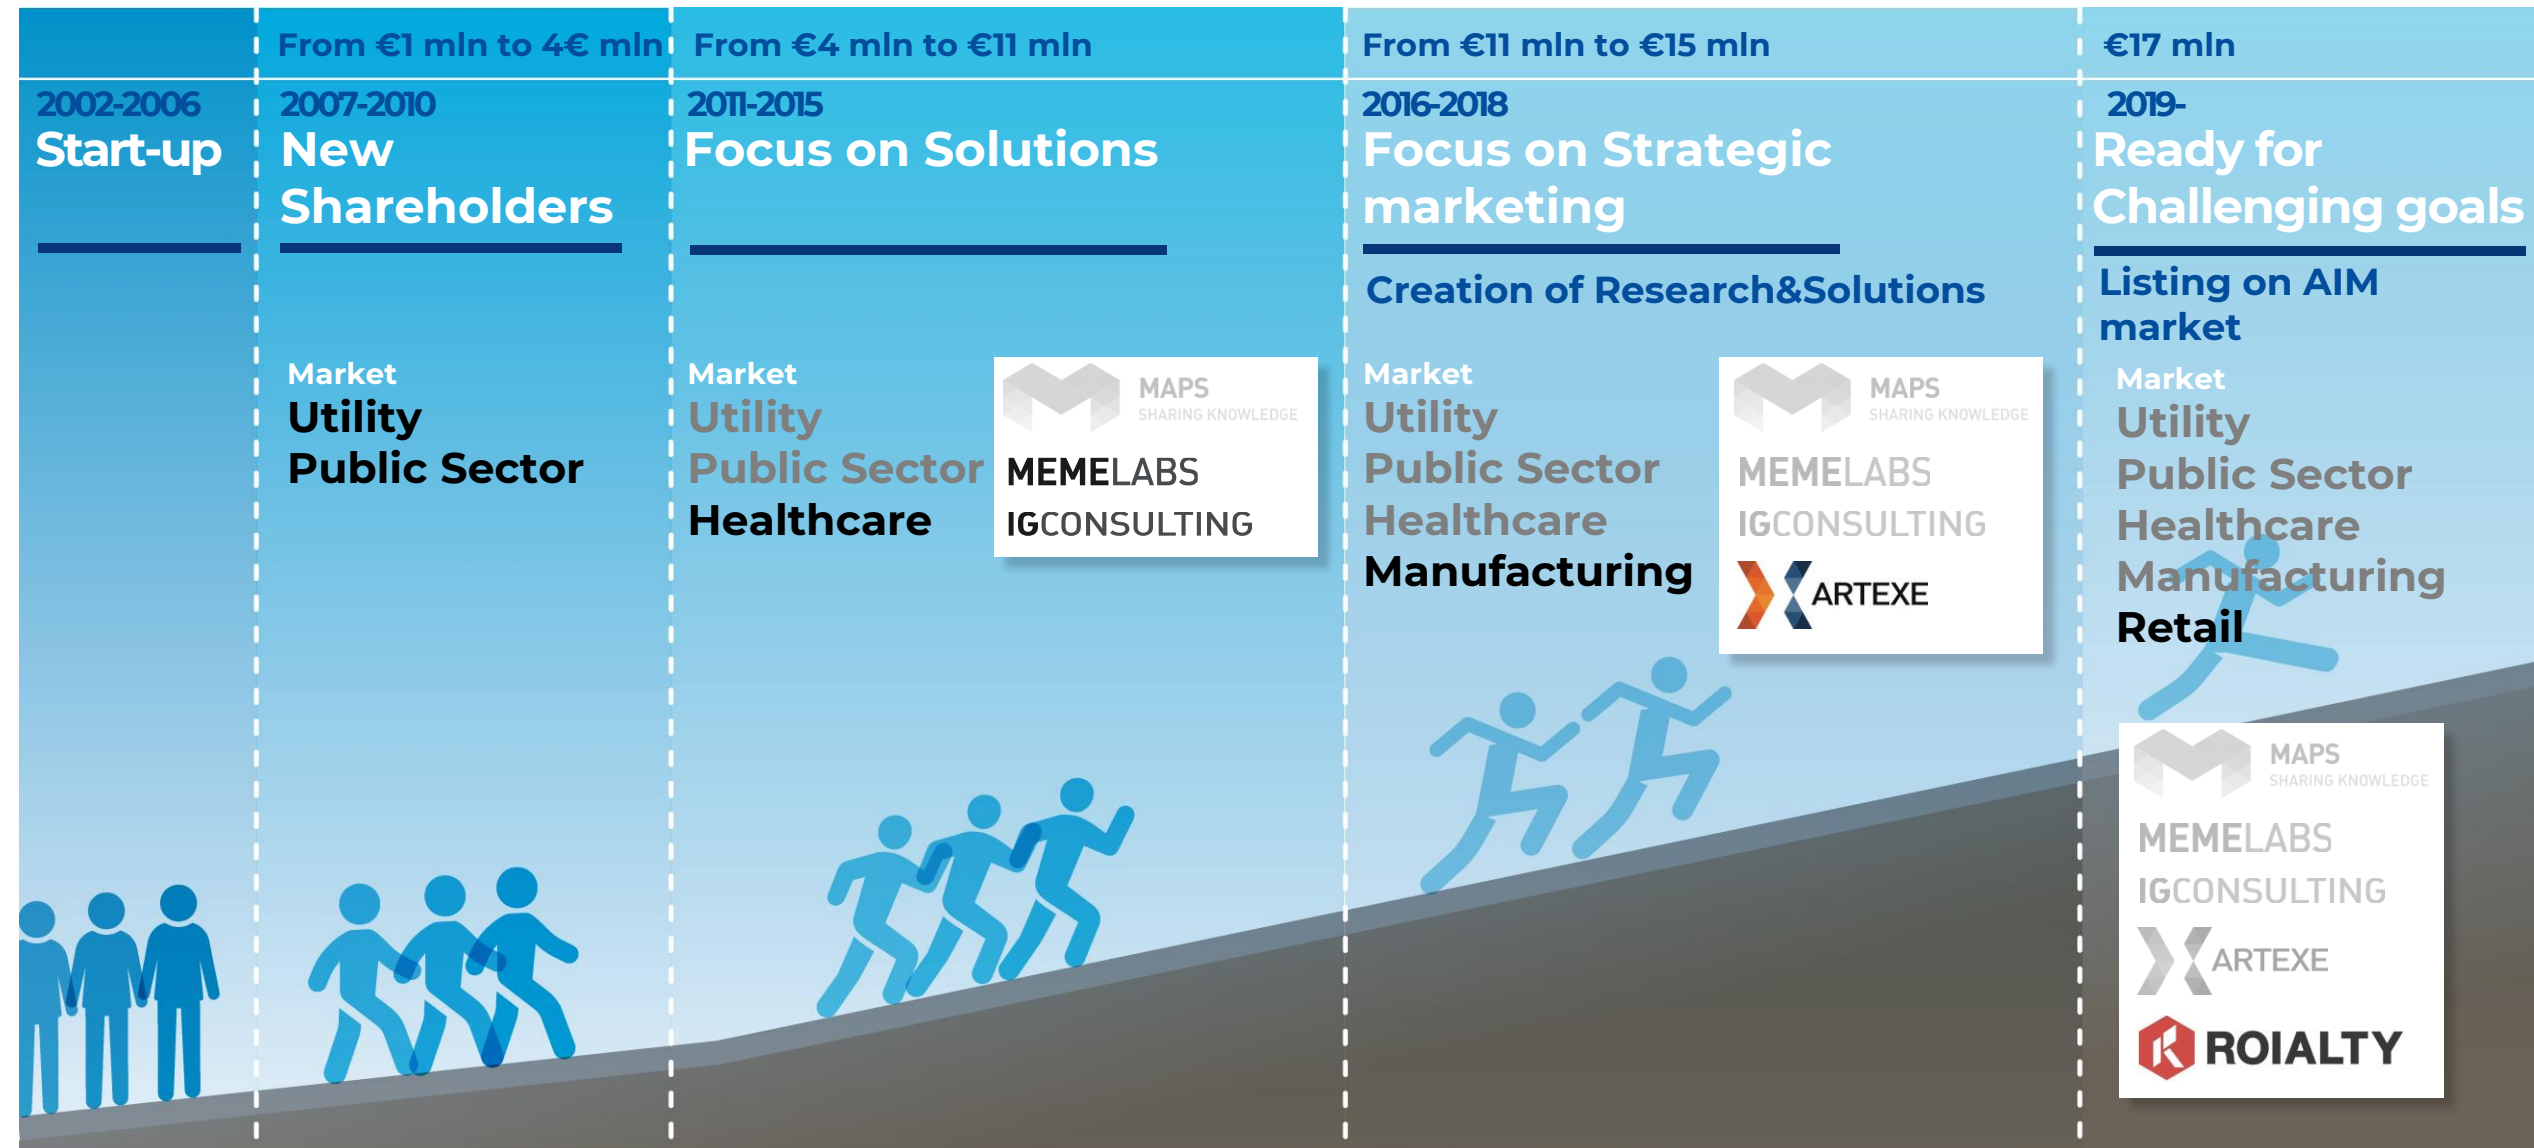 2002-2006
Start-up
From €1 mln to 4€ mln
2007-2010
New
Shareholders
Market
Utility
Public Sector
From €4 mln to €11 mln
2011-2015
Focus on Solutions
Market
Utility
Public Sector
Healthcare
MAPS
SHARING KNOWLEDGE
MEMELABS
IGCONSULTING
From €11 mln to €15 mln
2016-2018
Focus on Strategic
marketing
Creation of Research&Solutions
Market
Utility
Public Sector
Healthcare
Manufacturing
MAPS
SHARING KNOWLEDGE
MEMELABS
IGCONSULTING
ARTEXE
€17 mln
2019-
Ready for
Challenging goals
Listing on AIM
market
Market
Utility
Public Sector
Healthcare
Manufacturing
Retail
MAPS
SHARING KNOWLEDGE
MEMELABS
IGCONSULTING
ARTEXE
ROIALTY